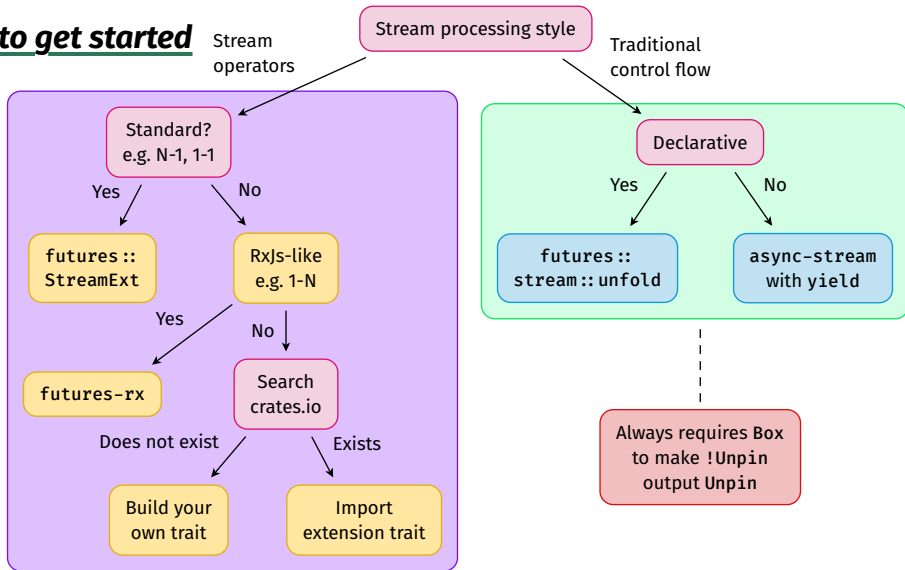 to get started
Stream processing style
Stream
operators
Traditional
control flow
Standard?
e.g. N-1, 1-1
Declarative
Yes
No
Yes
No
futures::
StreamExt
RxJs-like
e.g. 1-N
futures::
stream::unfold
async-stream
with yield
Yes
No
futures-rx
Search
crates.io
Does not exist
Exists
Always requires Box
to make !Unpin
output Unpin
Build your
own trait
Import
extension trait